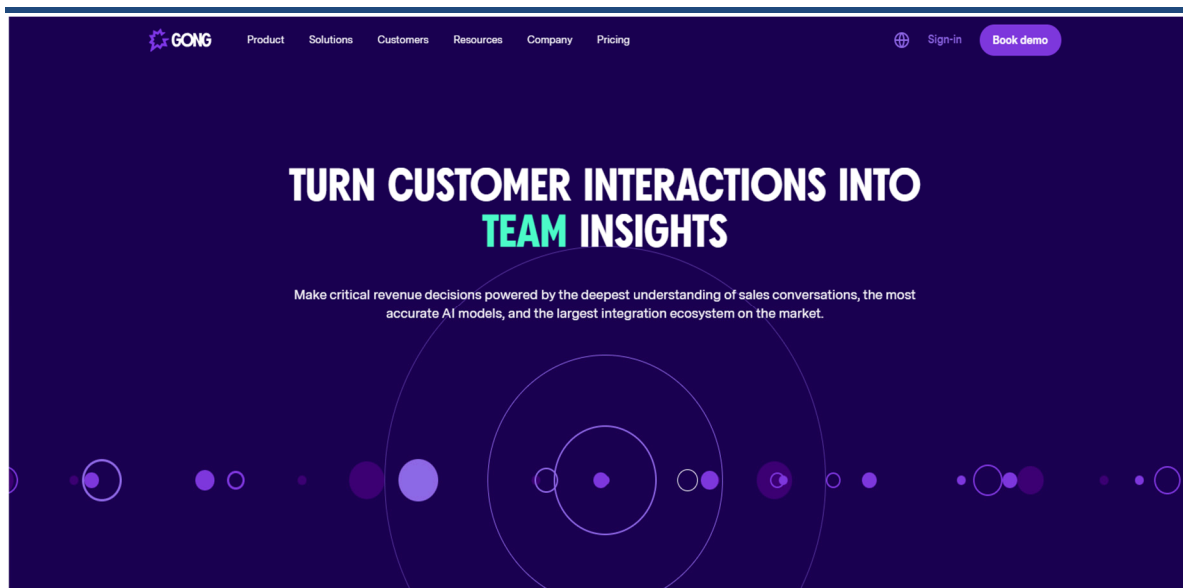 GONG
Product Solutions Customers Resources Company Pricing
Sign-in
Book demo
TURN CUSTOMER INTERACTIONS INTO
TEAM INSIGHTS
Make critical revenue decisions powered by the deepest understanding of sales conversations, the most
accurate AI models, and the largest integration ecosystem on the market.